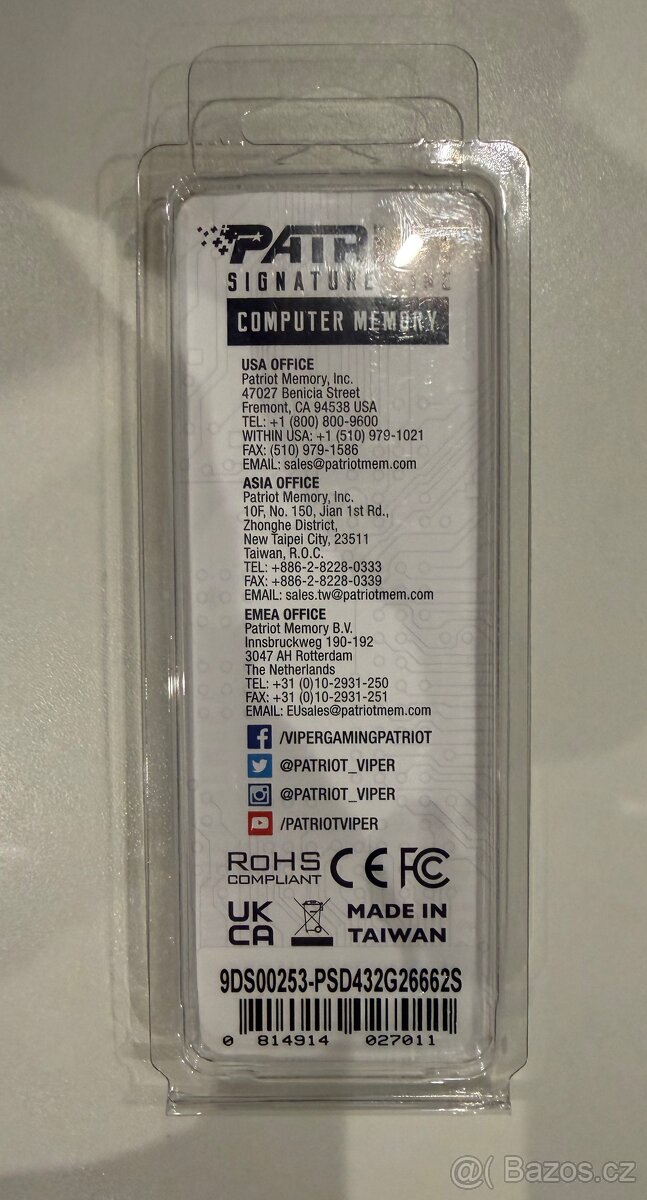 PATRIOT
SIGNATURE LINE
COMPUTER MEMORY
USA OFFICE
Patriot Memory, Inc.
47027 Benicia Street
Fremont, CA 94538 USA
TEL: +1 (800) 800-9600
WITHIN USA: +1 (510) 979-1021
FAX: (510) 979-1586
EMAIL: sales@patriotmem.com
ASIA OFFICE
Patriot Memory, Inc.
10F, No. 150, Jian 1st Rd.,
Zhonghe District,
New Taipei City, 23511
Taiwan, R.O.C.
TEL: +886-2-8228-0333
FAX: +886-2-8228-0339
EMAIL: sales.tw@patriotmem.com
EMEA OFFICE
Patriot Memory B.V.
Innsbruckweg 190-192
3047 AH Rotterdam
The Netherlands
TEL: +31 (0)10-2931-250
FAX: +31 (0)10-2931-251
EMAIL: EUsales@patriotmem.com
/VIPERGAMINGPATRIOT
@PATRIOT_VIPER
@PATRIOT_VIPER
/PATRIOTVIPER
RoHS
COMPLIANT
CE FC
UK
CA
MADE IN
TAIWAN
9DS00253-PSD432G26662S
0 814914 027011
@( Bazos.cz